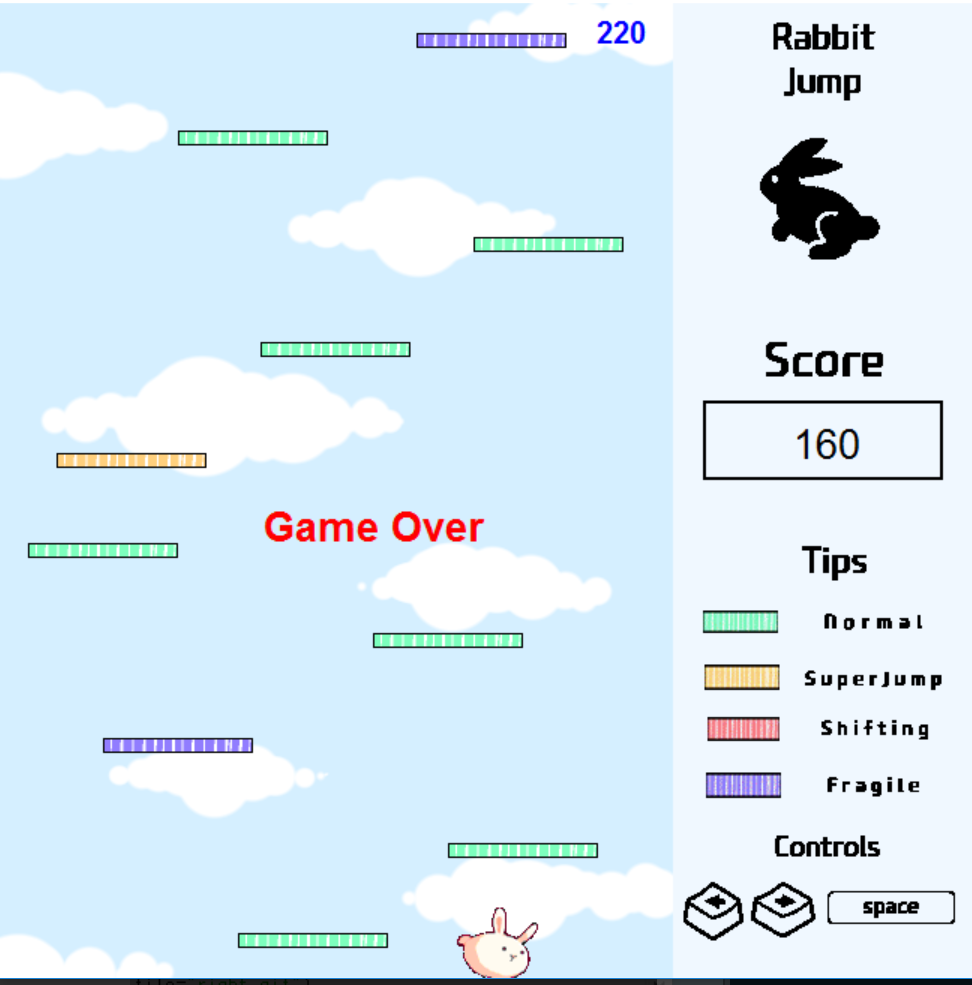 220
Game Over
Rabbit
Jump
Score
160
Tips
Normal
SuperJump
Shifting
Fragile
Controls
space